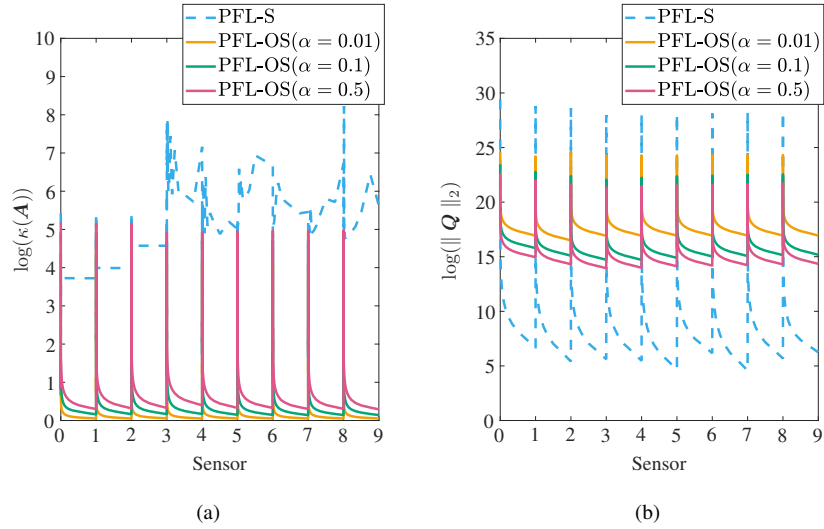 PFL-S
PFL-OS(α = 0.01)
PFL-OS(α = 0.1)
PFL-OS(α = 0.5)
10
9
8
7
6
5
4
3
2
1
0
log(κ(A))
0 1 2 3 4 5 6 7 8 9
Sensor
(a)
PFL-S
PFL-OS(α = 0.01)
PFL-OS(α = 0.1)
PFL-OS(α = 0.5)
35
30
25
20
15
10
5
0
log(‖ Q ‖₂)
0 1 2 3 4 5 6 7 8 9
Sensor
(b)